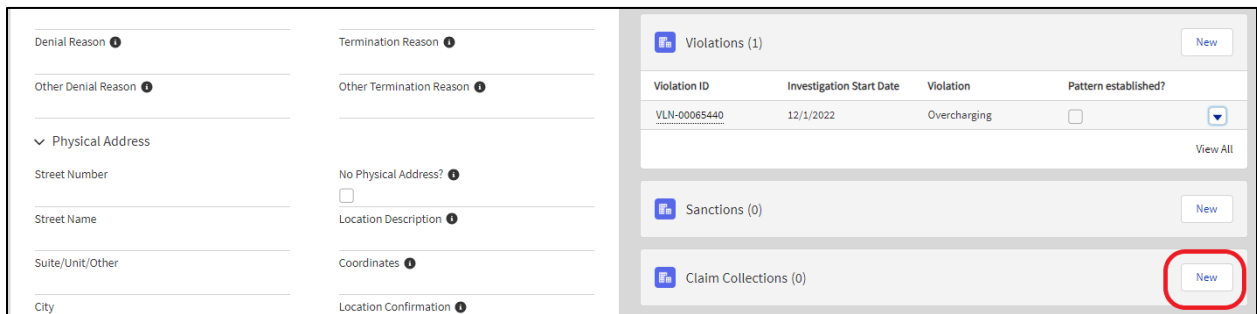 Denial Reason
Termination Reason
Other Denial Reason
Other Termination Reason
Physical Address
Street Number
No Physical Address?
Street Name
Location Description
Suite/Unit/Other
Coordinates
City
Location Confirmation
Violations (1)
New
Violation ID Investigation Start Date Violation Pattern established?
VLN-00065440 12/1/2022 Overcharging
View All
Sanctions (0)
New
Claim Collections (0)
New